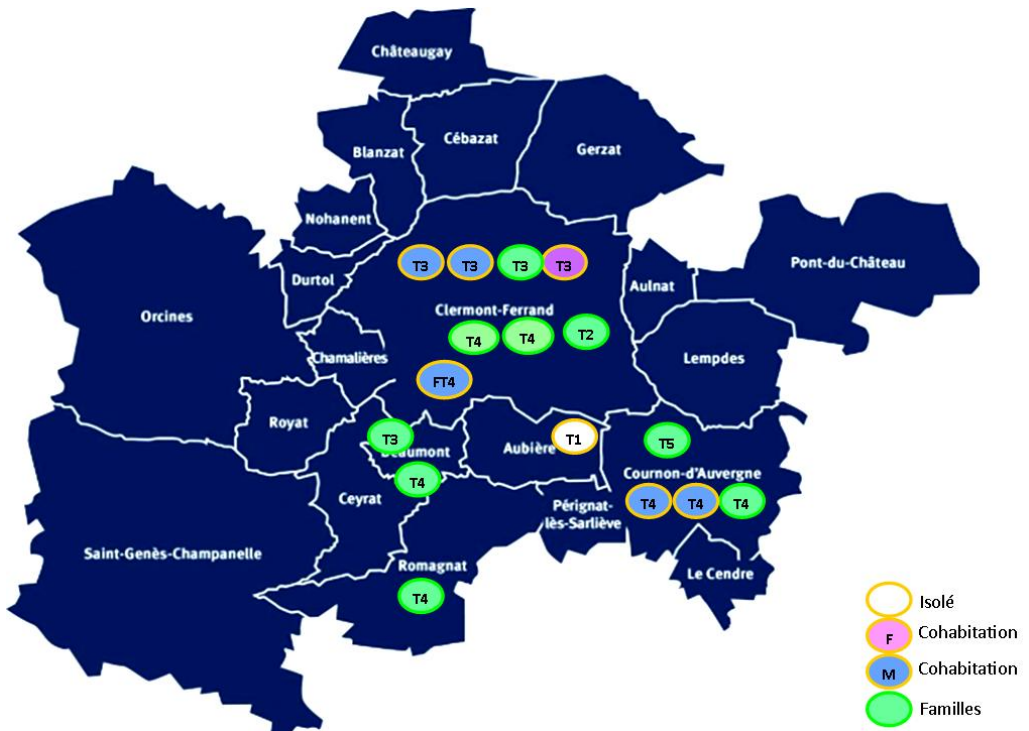 Châteaugay
Cébazat
Blanzat
Gerzat
Nohanent
Pont-du-Château
T3 T3 T3 T3
Durtol
Aulnat
Orcines
Clermont-Ferrand
T4 T4 T2
Chamalières
Lempdes
FT4
Royat
T3
T1
T5
Beaumont
Aubière
Cournon-d'Auvergne
T4
Ceyrat
T4 T4 T4
Pérignat-
lès-Sarliève
Saint-Genès-Champanelle
Romagnat
Le Cendre
T4
Isolé
F Cohabitation
M Cohabitation
Familles